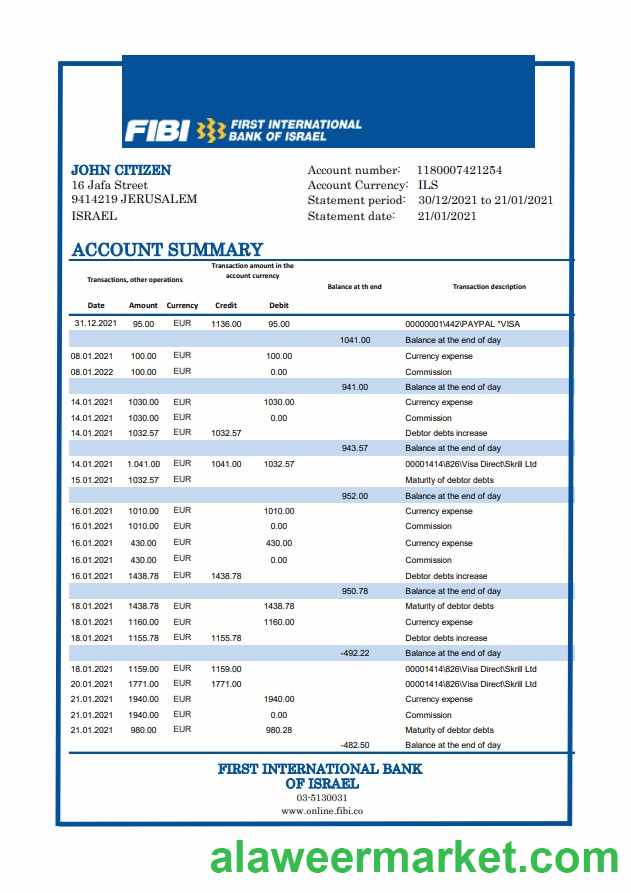 FIBI FIRST INTERNATIONAL
BANK OF ISRAEL
JOHN CITIZEN
16 Jafa Street
9414219 JERUSALEM
ISRAEL
Account number: 1180007421254
Account Currency: ILS
Statement period: 30/12/2021 to 21/01/2021
Statement date: 21/01/2021
ACCOUNT SUMMARY
Transactions, other operations
Transaction amount in the
account currency
Balance at th end
Transaction description
Date Amount Currency Credit Debit
31.12.2021 95.00 EUR 1136.00 95.00 00000001\442\PAYPAL "VISA
1041.00 Balance at the end of day
08.01.2021 100.00 EUR 100.00 Currency expense
08.01.2022 100.00 EUR 0.00 Commission
941.00 Balance at the end of day
14.01.2021 1030.00 EUR 1030.00 Currency expense
14.01.2021 1030.00 EUR 0.00 Commission
14.01.2021 1032.57 EUR 1032.57 Debtor debts increase
943.57 Balance at the end of day
14.01.2021 1.041.00 EUR 1041.00 1032.57 00001414\826\Visa Direct\Skrill Ltd
15.01.2021 1032.57 EUR Maturity of debtor debts
952.00 Balance at the end of day
16.01.2021 1010.00 EUR 1010.00 Currency expense
16.01.2021 1010.00 EUR 0.00 Commission
16.01.2021 430.00 EUR 430.00 Currency expense
16.01.2021 430.00 EUR 0.00 Commission
16.01.2021 1438.78 EUR 1438.78 Debtor debts increase
950.78 Balance at the end of day
18.01.2021 1438.78 EUR 1438.78 Maturity of debtor debts
18.01.2021 1160.00 EUR 1160.00 Currency expense
18.01.2021 1155.78 EUR 1155.78 Debtor debts increase
-492.22 Balance at the end of day
18.01.2021 1159.00 EUR 1159.00 00001414\826\Visa Direct\Skrill Ltd
20.01.2021 1771.00 EUR 1771.00 00001414\826\Visa Direct\Skrill Ltd
21.01.2021 1940.00 EUR 1940.00 Currency expense
21.01.2021 1940.00 EUR 0.00 Commission
21.01.2021 980.00 EUR 980.28 Maturity of debtor debts
-482.50 Balance at the end of day
FIRST INTERNATIONAL BANK
OF ISRAEL
03-5130031
www.online.fibi.co
alaweermarket.com